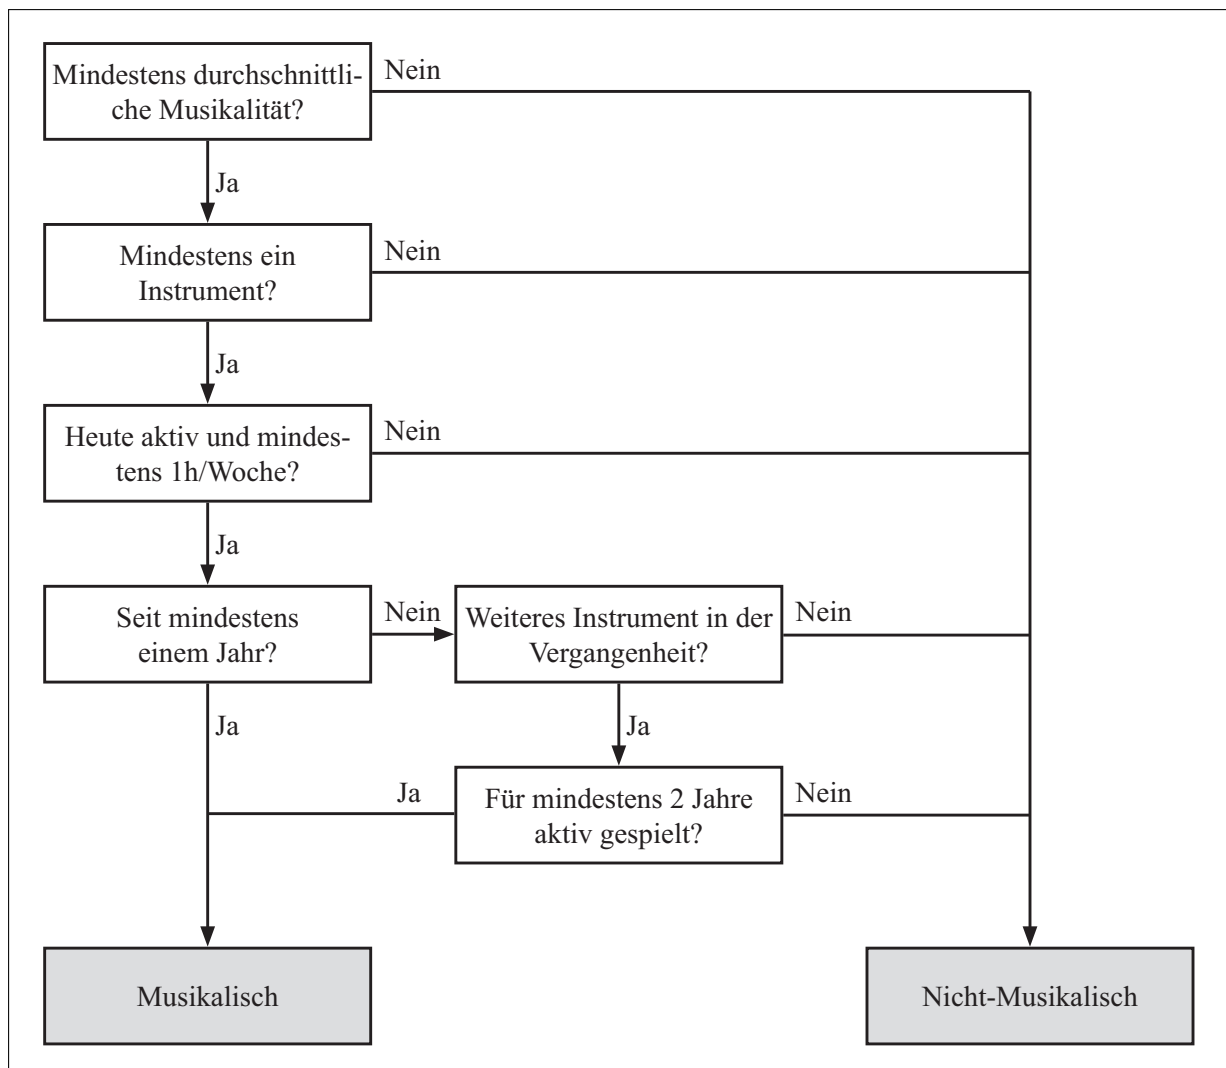 Mindestens durchschnittli-
che Musikalität?
Nein
Ja
Mindestens ein
Instrument?
Nein
Ja
Heute aktiv und mindes-
tens 1h/Woche?
Nein
Ja
Seit mindestens
einem Jahr?
Nein
Weiteres Instrument in der
Vergangenheit?
Nein
Ja
Ja
Ja
Für mindestens 2 Jahre
aktiv gespielt?
Nein
Musikalisch
Nicht-Musikalisch